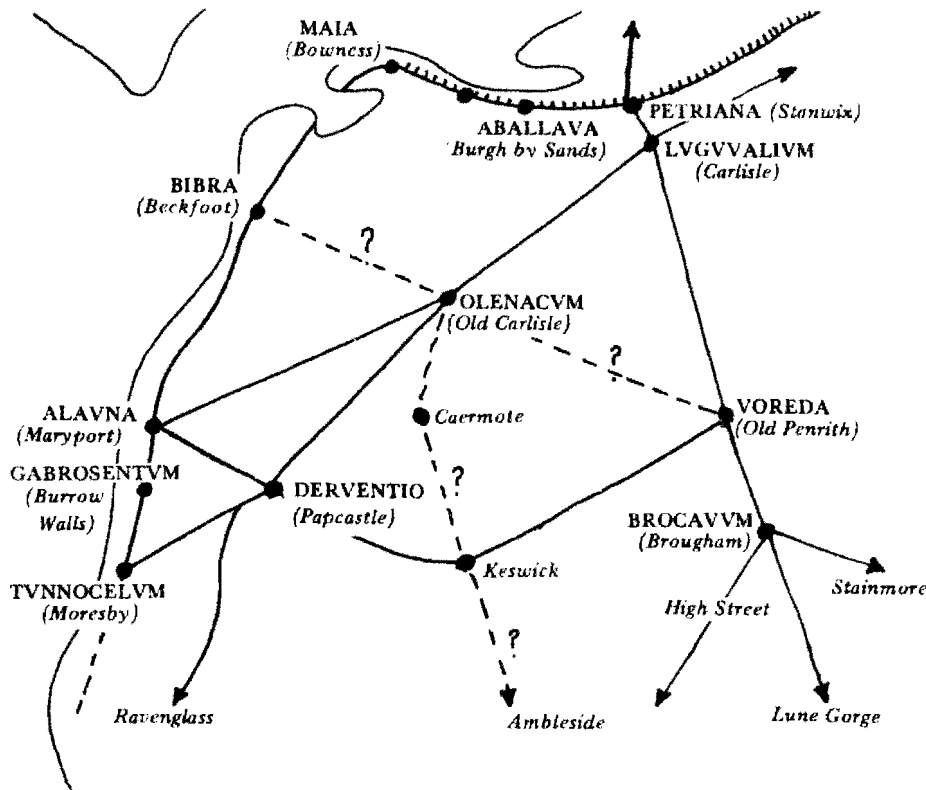 MAIA
(Bowness)
PETRIANA (Stanwix)
ABALLAVA
(Burgh by Sands)
LVGVVALIVM
(Carlisle)
BIBRA
(Beckfoot)
?
OLENACVM
(Old Carlisle)
?
ALAVNA
(Maryport)
Caermote
VOREDA
(Old Penrith)
GABROSENTVM
(Burrow
Walls)
?
DERVENTIO
(Papcastle)
BROCAVVM
(Brougham)
TVNNOCELVM
(Moresby)
Keswick
Stainmore
High Street
?
Ravenglass
Ambleside
Lune Gorge